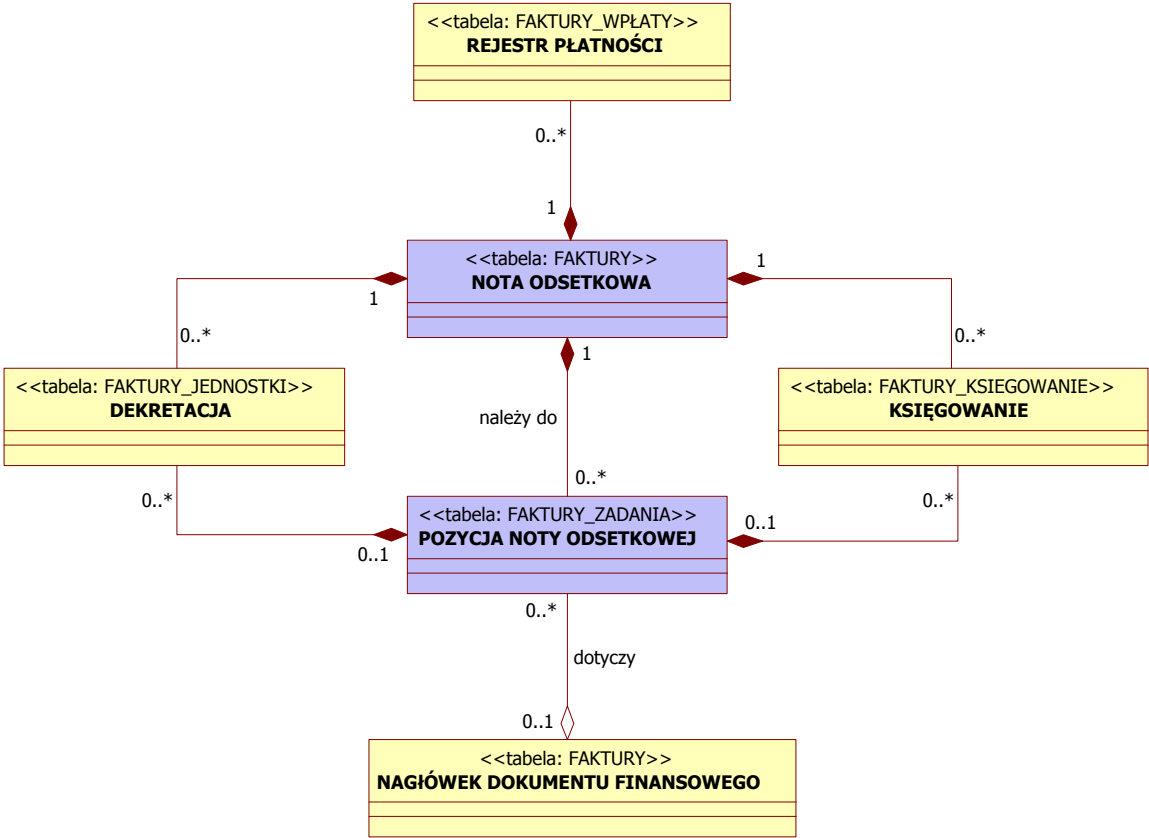 <<tabela: FAKTURY_WPŁATY>>
REJESTR PŁATNOŚCI
0..*
1
<<tabela: FAKTURY>>
NOTA ODSETKOWA
1
1
0..*
0..*
1
<<tabela: FAKTURY_JEDNOSTKI>>
DEKRETACJA
<<tabela: FAKTURY_KSIEGOWANIE>>
KSIĘGOWANIE
należy do
0..*
0..*
0..*
<<tabela: FAKTURY_ZADANIA>>
POZYCJA NOTY ODSETKOWEJ
0..1
0..1
0..*
dotyczy
0..1
<<tabela: FAKTURY>>
NAGŁÓWEK DOKUMENTU FINANSOWEGO